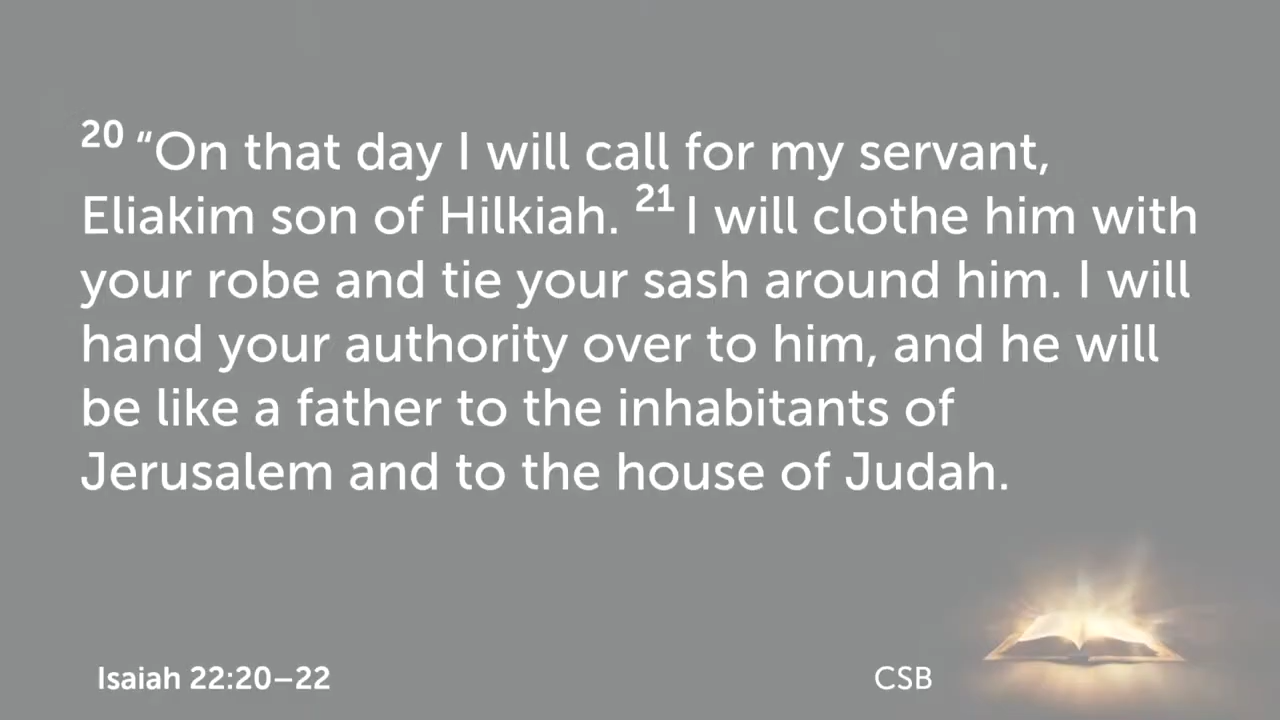 20 “On that day I will call for my servant,
Eliakim son of Hilkiah. 21 I will clothe him with
your robe and tie your sash around him. I will
hand your authority over to him, and he will
be like a father to the inhabitants of
Jerusalem and to the house of Judah.
Isaiah 22:20–22
CSB